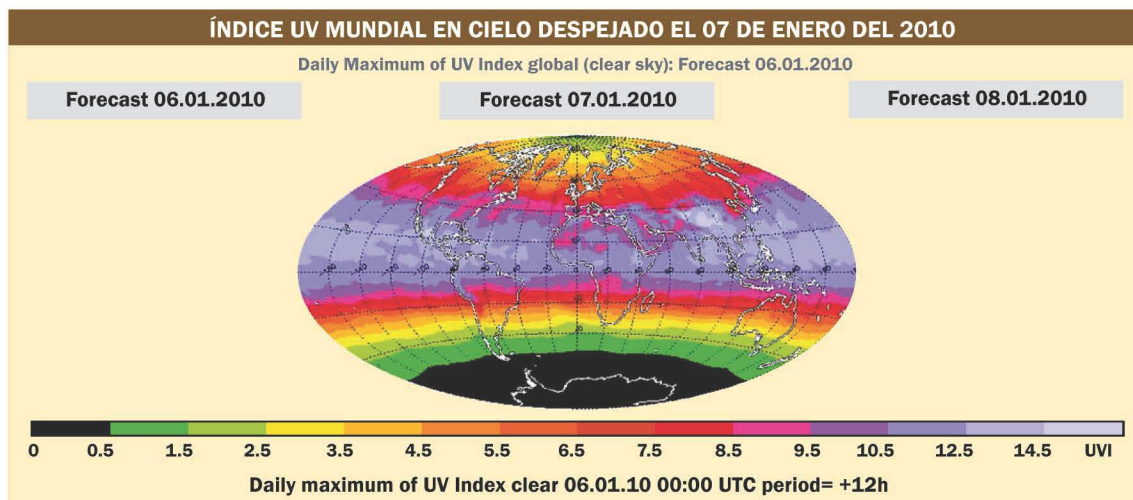 ÍNDICE UV MUNDIAL EN CIELO DESPEJADO EL 07 DE ENERO DEL 2010
Daily Maximum of UV Index global (clear sky): Forecast 06.01.2010
Forecast 06.01.2010 Forecast 07.01.2010 Forecast 08.01.2010
0 0.5 1.5 2.5 3.5 4.5 5.5 6.5 7.5 8.5 9.5 10.5 12.5 14.5 UVI
Daily maximum of UV Index clear 06.01.10 00:00 UTC period= +12h